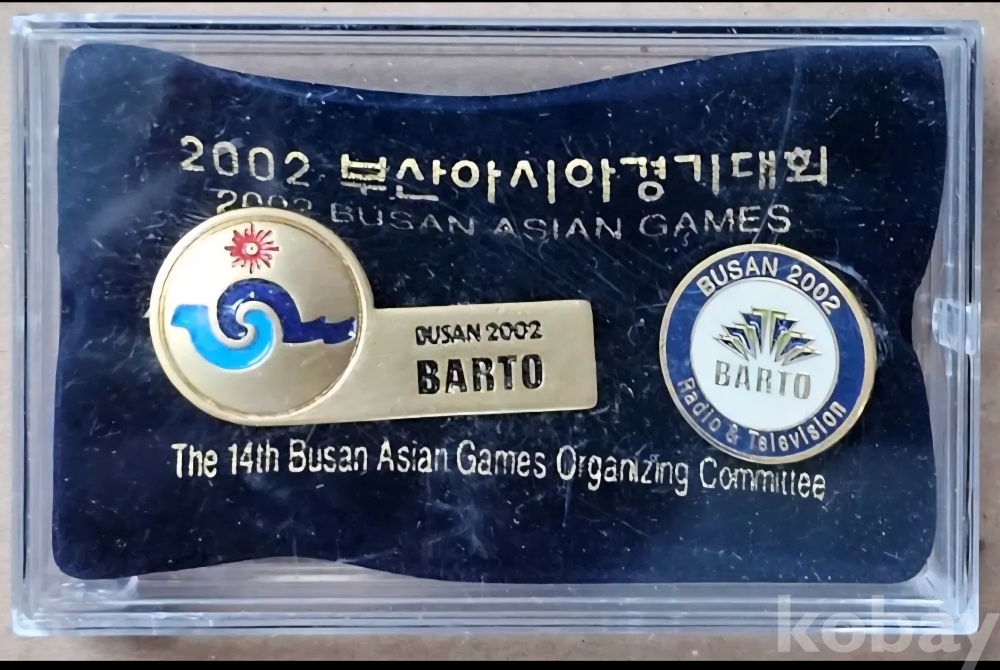 2002 부산아시아경기대회
2002 BUSAN ASIAN GAMES
BUSAN 2002
BARTO
BUSAN 2002
BARTO
Radio & Television
The 14th Busan Asian Games Organizing Committee
kobay